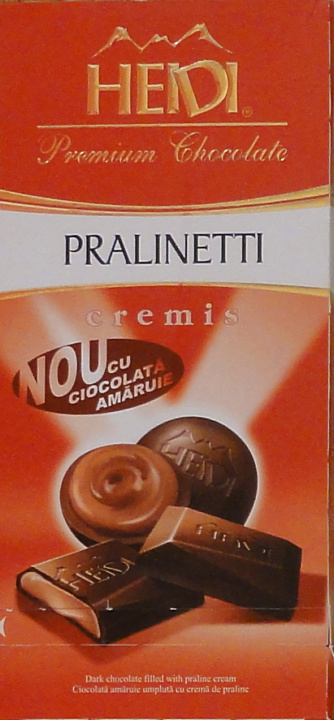 HEIDI®
Premium Chocolate
PRALINETTI
cremis
NOU CU
CIOCOLATĂ
AMĂRUIE
HEIDI
HEIDI
HEIDI
Dark chocolate filled with praline cream
Ciocolată amăruie umplută cu cremă de praline